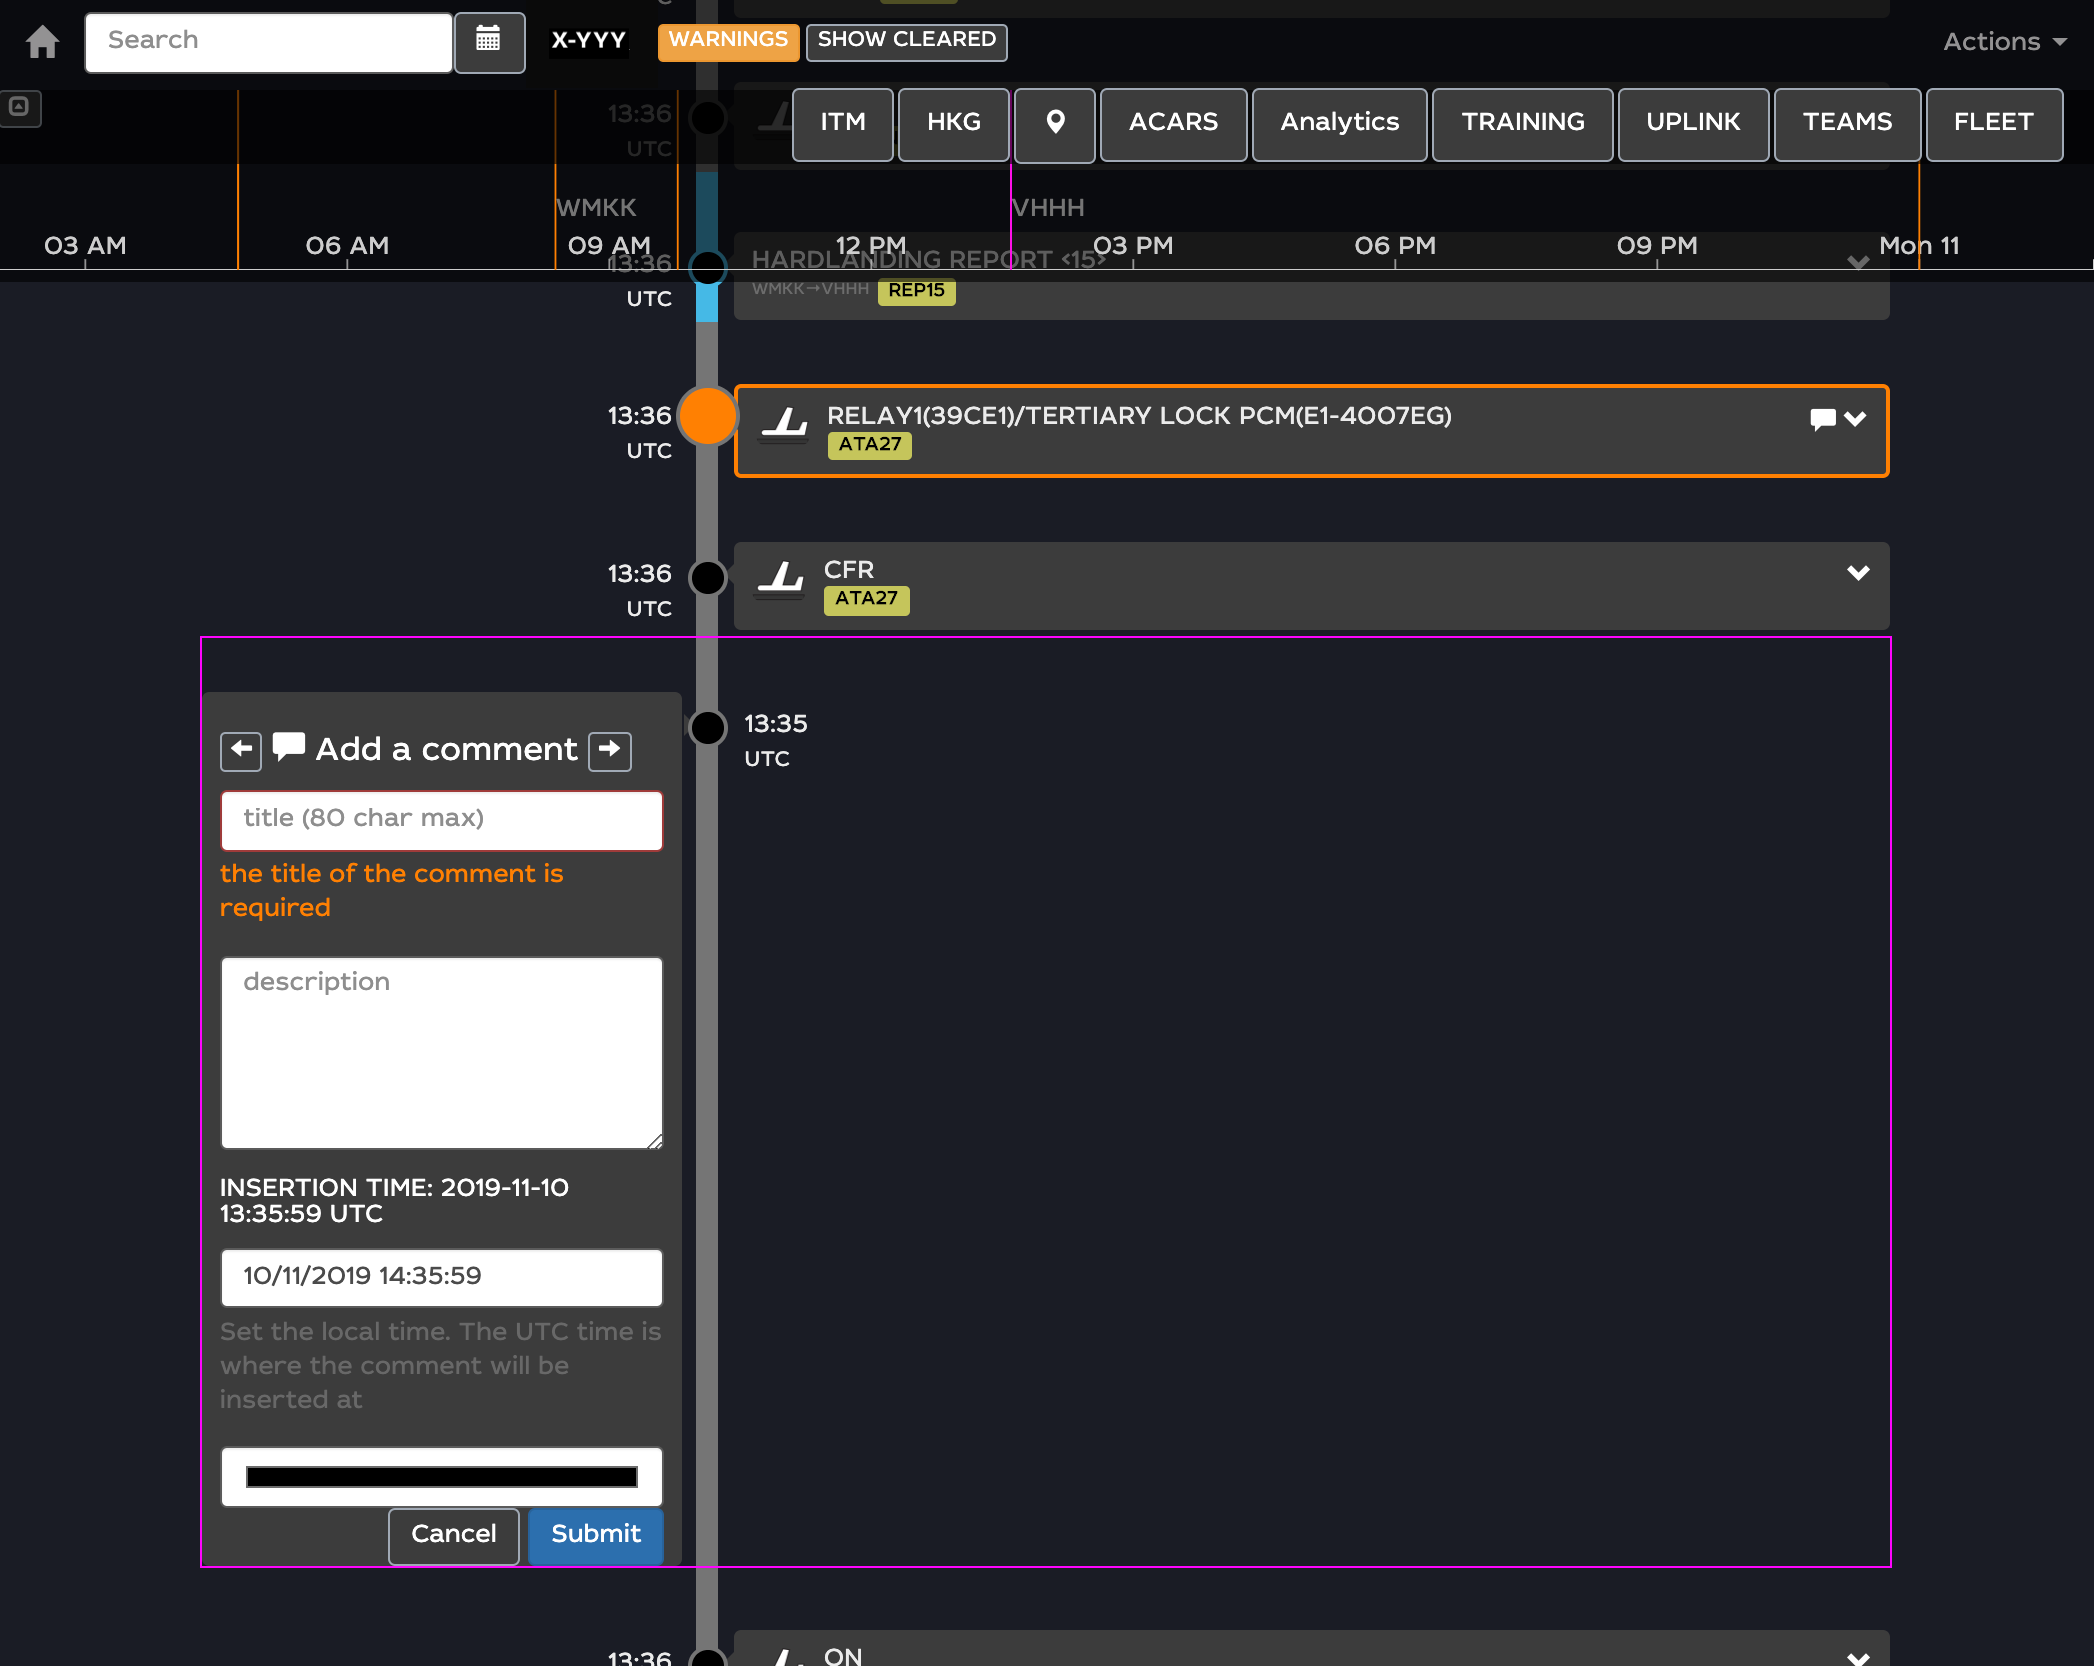 Search
X-YYY
WARNINGS
SHOW CLEARED
Actions
13:36
UTC
ITM
HKG
ACARS
Analytics
TRAINING
UPLINK
TEAMS
FLEET
WMKK
VHHH
03 AM
06 AM
09 AM
12 PM
03 PM
06 PM
09 PM
Mon 11
13:36
UTC
HARDLANDING REPORT <15>
WMKK→VHHH REP15
13:36
UTC
RELAY1(39CE1)/TERTIARY LOCK PCM(E1-4007EG)
ATA27
13:36
UTC
CFR
ATA27
13:35
UTC
Add a comment
title (80 char max)
the title of the comment is
required
description
INSERTION TIME: 2019-11-10
13:35:59 UTC
10/11/2019 14:35:59
Set the local time. The UTC time is
where the comment will be
inserted at
Cancel
Submit
13:36
ON